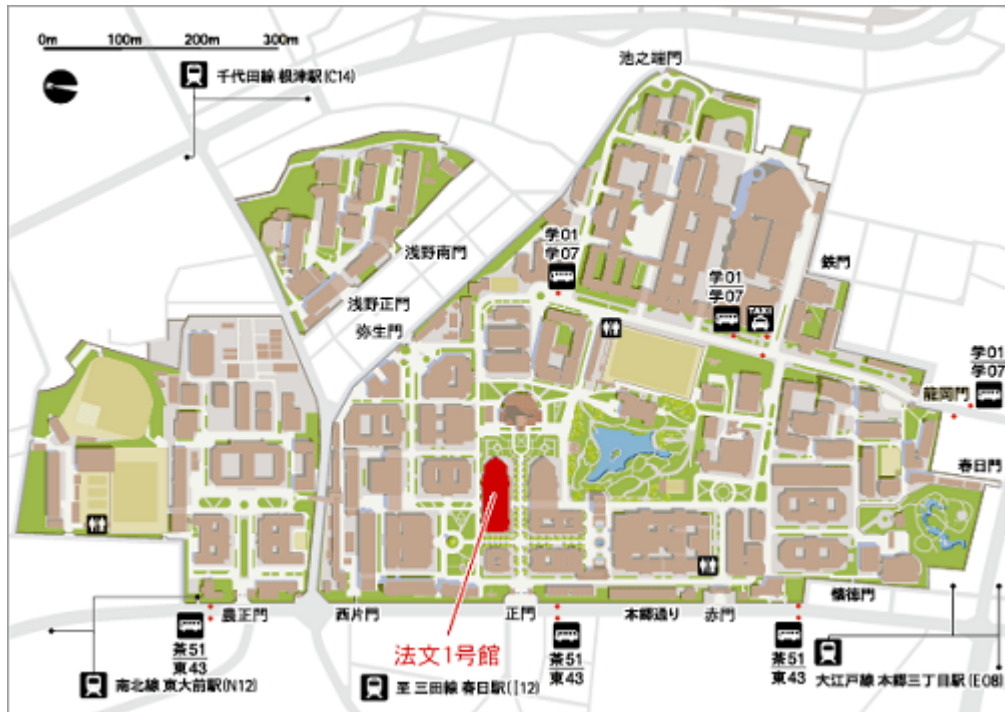 0m 100m 200m 300m
千代田線 根津駅(C14)
池之端門
浅野南門
浅野正門
弥生門
学01
学07
学01
学07
TAXI
鉄門
学01
学07
龍岡門
春日門
農正門
西片門
正門
本郷通り
赤門
懐徳門
法文1号館
茶51
東43
茶51
東43
茶51
東43
南北線 東大前駅(N12)
至 三田線 春日駅(I12)
大江戸線 本郷三丁目駅(E08)